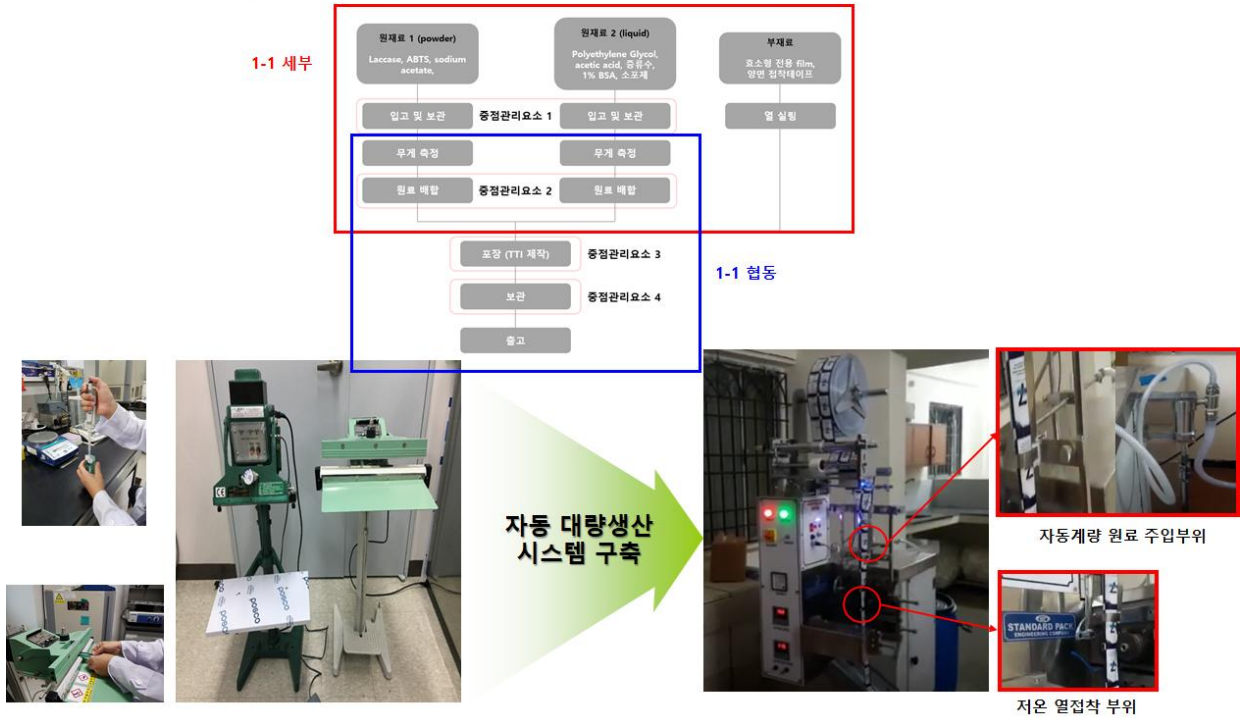 원재료 1 (powder)
Laccase, ABTS, sodium
acetate,
원재료 2 (liquid)
Polyethylene Glycol,
acetic acid, 증류수,
1% BSA, 소포제
부재료
효소형 전용 film,
양면 접착테이프
1-1 세부
입고 및 보관
중점관리요소 1
입고 및 보관
열 실링
무게 측정
무게 측정
원료 배합
중점관리요소 2
원료 배합
포장 (TTI 제작)
중점관리요소 3
1-1 협동
보관
중점관리요소 4
출고
posco
posco
자동 대량생산
시스템 구축
자동계량 원료 주입부위
STANDARD PACK
ENGINEERING COMPANY
저온 열접착 부위